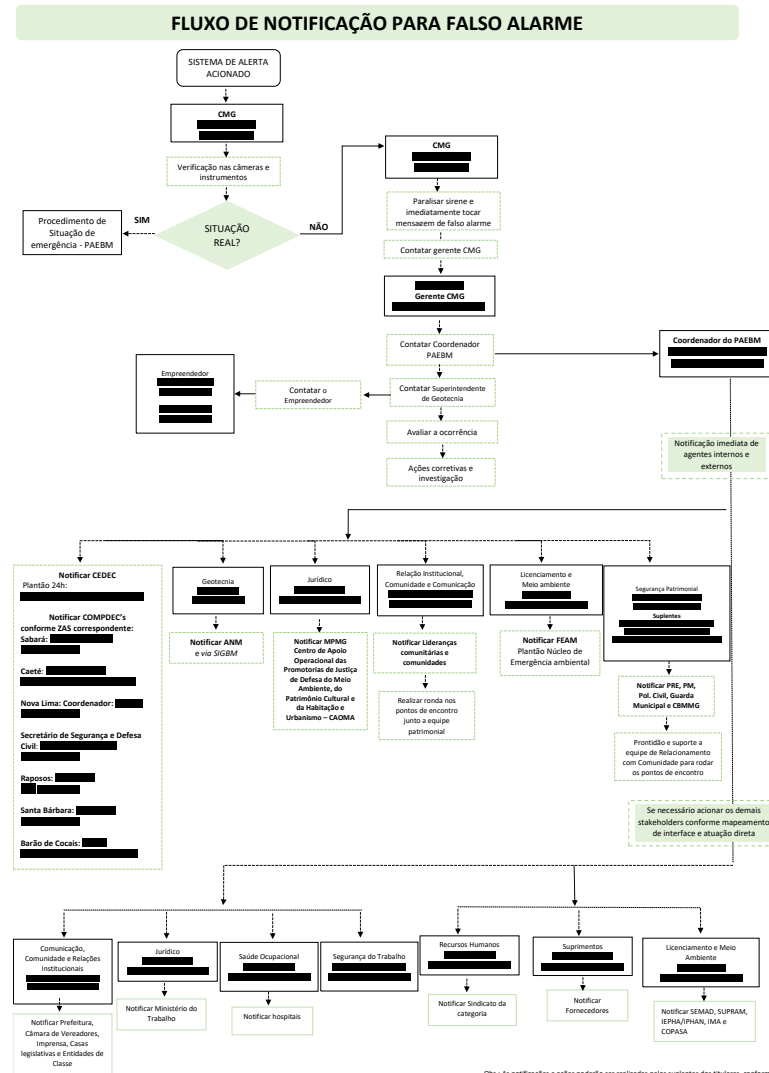 FLUXO DE NOTIFICAÇÃO PARA FALSO ALARME
SISTEMA DE ALERTA
ACIONADO
CMG
Verificação nas câmeras e
instrumentos
SITUAÇÃO
REAL?
SIM
NÃO
Procedimento de
Situação de
emergência - PAEBM
CMG
Paralisar sirene e
imediatamente tocar
mensagem de falso alarme
Contatar gerente CMG
Gerente CMG
Contatar Coordenador
PAEBM
Coordenador do PAEBM
Contatar Superintendente
de Geotecnia
Contatar o
Empreendedor
Empreendedor
Avaliar a ocorrência
Ações corretivas e
investigação
Notificação imediata de
agentes internos e
externos
Notificar CEDEC
Plantão 24h:
Notificar COMPDEC's
conforme ZAS correspondente:
Sabará:
Caeté:
Nova Lima: Coordenador:
Secretário de Segurança e Defesa
Civil:
Raposos:
Santa Bárbara:
Barão de Cocais:
Geotecnia
Notificar ANM
e via SIGBM
Jurídico
Notificar MPMG
Centro de Apoio
Operacional das
Promotorias de Justiça
de Defesa do Meio
Ambiente, do
Patrimônio Cultural e
da Habitação e
Urbanismo – CAOMA
Relação Institucional,
Comunidade e Comunicação
Notificar Lideranças
comunitárias e
comunidades
Realizar ronda nos
pontos de encontro
junto a equipe
patrimonial
Licenciamento e
Meio ambiente
Notificar FEAM
Plantão Núcleo de
Emergência ambiental
Segurança Patrimonial
Suplentes
Notificar PRE, PM,
Pol. Civil, Guarda
Municipal e CBMMG
Prontidão e suporte a
equipe de Relacionamento
com Comunidade para rodar
os pontos de encontro
Se necessário acionar os demais
stakeholders conforme mapeamento
de interface e atuação direta
Comunicação,
Comunidade e Relações
Institucionais
Notificar Prefeitura,
Câmara de Vereadores,
Imprensa, Casas
legislativas e Entidades de
Classe
Jurídico
Notificar Ministério do
Trabalho
Saúde Ocupacional
Notificar hospitais
Segurança do Trabalho
Recursos Humanos
Notificar Sindicato da
categoria
Suprimentos
Notificar
Fornecedores
Licenciamento e Meio
Ambiente
Notificar SEMAD, SUPRAM,
IEPHA/IPHAN, IMA e
COPASA